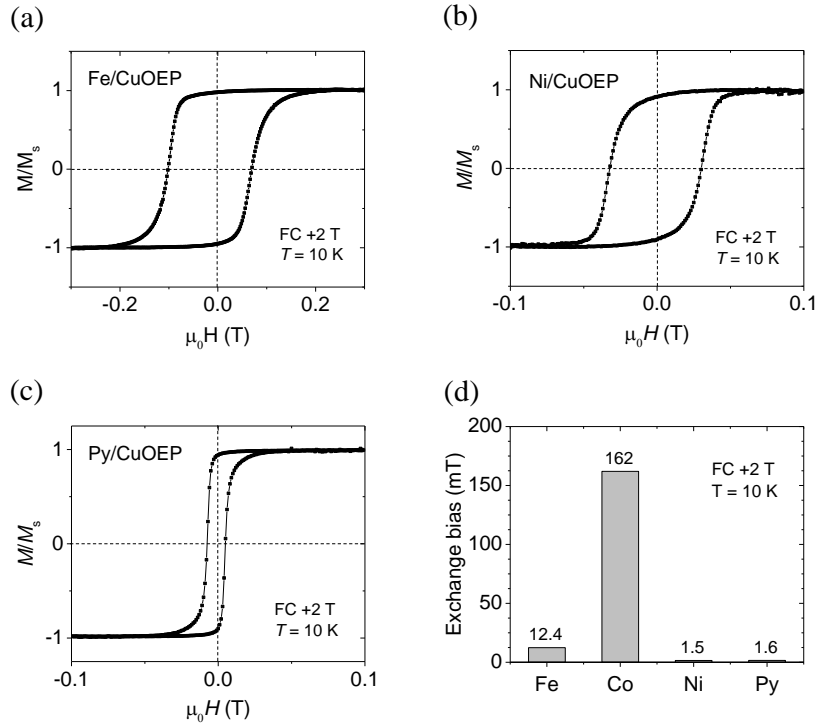 (a)
Fe/CuOEP
M/Mₛ
1
0
-1
FC +2 T
T = 10 K
-0.2
0.0
0.2
μ₀H (T)
(b)
Ni/CuOEP
M/Mₛ
1
0
-1
FC +2 T
T = 10 K
-0.1
0.0
0.1
μ₀H (T)
(c)
Py/CuOEP
M/Mₛ
1
0
-1
FC +2 T
T = 10 K
-0.1
0.0
0.1
μ₀H (T)
(d)
Exchange bias (mT)
200
150
100
50
0
FC +2 T
T = 10 K
12.4
162
1.5
1.6
Fe
Co
Ni
Py